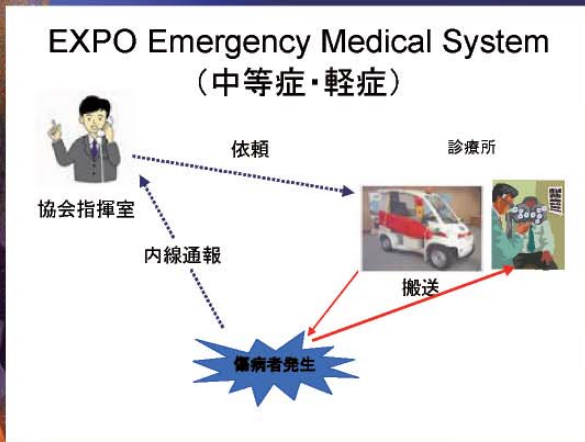 EXPO Emergency Medical System
（中等症・軽症）
依頼
診療所
協会指揮室
内線通報
搬送
傷病者発生